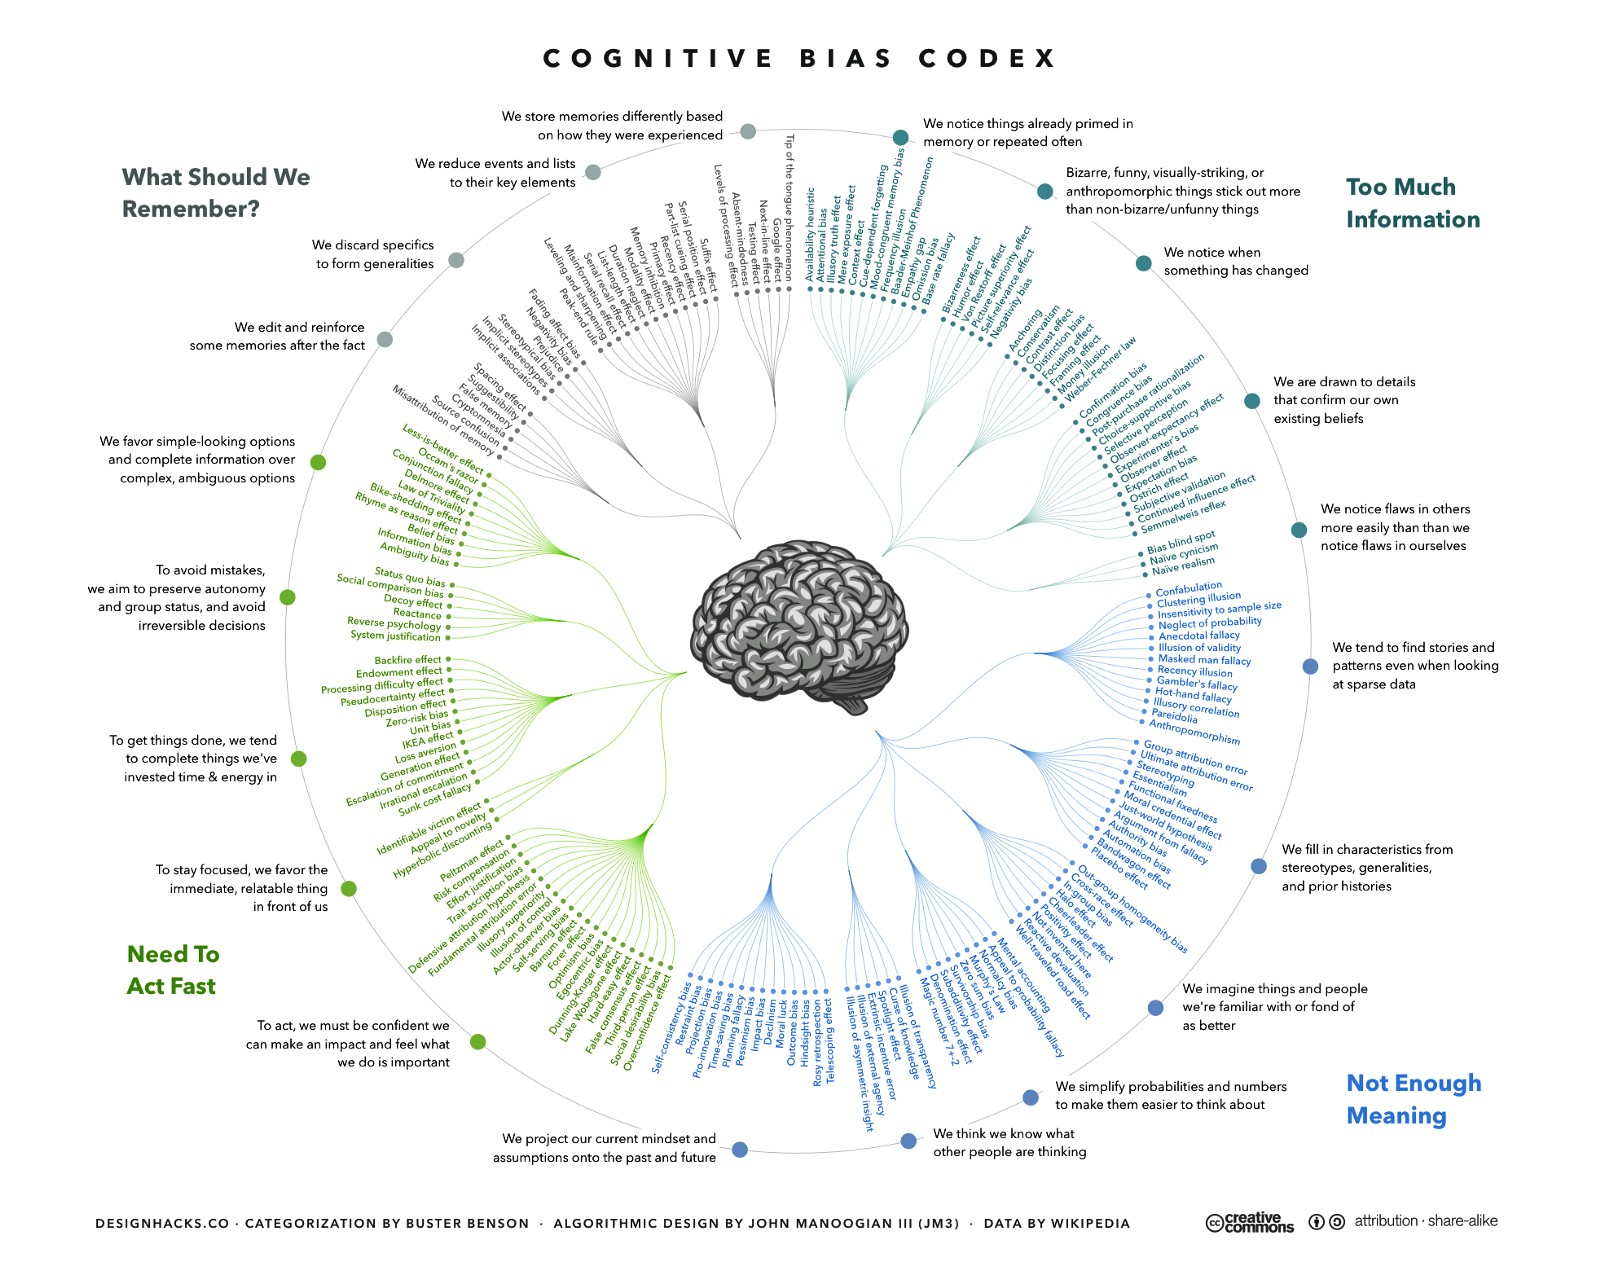 COGNITIVE BIAS CODEX
What Should We
Remember?
We store memories differently based
on how they were experienced
Tip of the tongue phenomenon
Google effect
Next-in-line effect
Testing effect
Absent-mindedness
Levels of processing effect
We reduce events and lists
to their key elements
Suffix effect
Serial position effect
Part-list cueing effect
Recency effect
Primacy effect
Memory inhibition
Modality effect
Duration neglect
List-length effect
Serial recall effect
Misinformation effect
Leveling and sharpening
Peak-end rule
We discard specifics
to form generalities
Fading affect bias
Negativity bias
Prejudice
Stereotypical bias
Implicit stereotypes
Implicit associations
We edit and reinforce
some memories after the fact
Spacing effect
Suggestibility
False memory
Cryptomnesia
Source confusion
Misattribution of memory
Too Much
Information
We notice things already primed in
memory or repeated often
Availability heuristic
Attentional bias
Illusory truth effect
Mere exposure effect
Context effect
Cue-dependent forgetting
Mood-congruent memory bias
Frequency illusion
Baader-Meinhof Phenomenon
Empathy gap
Omission bias
Base rate fallacy
Bizarre, funny, visually-striking, or
anthropomorphic things stick out more
than non-bizarre/unfunny things
Bizarreness effect
Humor effect
Von Restorff effect
Picture superiority effect
Self-relevance effect
Negativity bias
We notice when
something has changed
Anchoring
Conservatism
Contrast effect
Distinction bias
Focusing effect
Framing effect
Money illusion
Weber-Fechner law
We are drawn to details
that confirm our own
existing beliefs
Confirmation bias
Congruence bias
Post-purchase rationalization
Choice-supportive bias
Selective perception
Observer-expectancy effect
Experimenter's bias
Observer effect
Expectation bias
Ostrich effect
Subjective validation
Continued influence effect
Semmelweis reflex
We notice flaws in others
more easily than than we
notice flaws in ourselves
Bias blind spot
Naïve cynicism
Naïve realism
We tend to find stories and
patterns even when looking
at sparse data
Confabulation
Clustering illusion
Insensitivity to sample size
Neglect of probability
Anecdotal fallacy
Illusion of validity
Masked man fallacy
Recency illusion
Gambler's fallacy
Hot-hand fallacy
Illusory correlation
Pareidolia
Anthropomorphism
We fill in characteristics from
stereotypes, generalities,
and prior histories
Group attribution error
Ultimate attribution error
Stereotyping
Essentialism
Functional fixedness
Moral credential effect
Just-world hypothesis
Argument from fallacy
Authority bias
Automation bias
Bandwagon effect
Placebo effect
We imagine things and people
we're familiar with or fond of
as better
Out-group homogeneity bias
Cross-race effect
In-group bias
Halo effect
Cheerleader effect
Positivity effect
Not invented here
Reactive devaluation
Well-traveled road effect
Not Enough
Meaning
We simplify probabilities and numbers
to make them easier to think about
Mental accounting
Appeal to probability fallacy
Normalcy bias
Murphy's Law
Zero sum bias
Survivorship bias
Subadditivity effect
Denomination effect
Magic number 7+-2
We think we know what
other people are thinking
Illusion of transparency
Curse of knowledge
Spotlight effect
Extrinsic incentive error
Illusion of external agency
Illusion of asymmetric insight
We project our current mindset and
assumptions onto the past and future
Telescoping effect
Rosy retrospection
Hindsight bias
Outcome bias
Moral luck
Declinism
Impact bias
Pessimism bias
Planning fallacy
Time-saving bias
Pro-innovation bias
Projection bias
Restraint bias
Self-consistency bias
We favor simple-looking options
and complete information over
complex, ambiguous options
Less-is-better effect
Occam's razor
Conjunction fallacy
Delmore effect
Law of Triviality
Bike-shedding effect
Rhyme as reason effect
Belief bias
Information bias
Ambiguity bias
To avoid mistakes,
we aim to preserve autonomy
and group status, and avoid
irreversible decisions
Status quo bias
Social comparison bias
Decoy effect
Reactance
Reverse psychology
System justification
To get things done, we tend
to complete things we've
invested time & energy in
Backfire effect
Endowment effect
Processing difficulty effect
Pseudocertainty effect
Disposition effect
Zero-risk bias
Unit bias
IKEA effect
Loss aversion
Generation effect
Escalation of commitment
Irrational escalation
Sunk cost fallacy
To stay focused, we favor the
immediate, relatable thing
in front of us
Identifiable victim effect
Appeal to novelty
Hyperbolic discounting
Need To
Act Fast
To act, we must be confident we
can make an impact and feel what
we do is important
Peltzman effect
Risk compensation
Effort justification
Trait ascription bias
Defensive attribution hypothesis
Fundamental attribution error
Illusory superiority
Illusion of control
Actor-observer bias
Self-serving bias
Barnum effect
Forer effect
Optimism bias
Egocentric bias
Dunning-Kruger effect
Lake Wobegone effect
Hard-easy effect
False consensus effect
Third-person effect
Social desirability bias
Overconfidence effect
DESIGNHACKS.CO · CATEGORIZATION BY BUSTER BENSON · ALGORITHMIC DESIGN BY JOHN MANOOGIAN III (JM3) · DATA BY WIKIPEDIA
cc creative commons attribution · share-alike